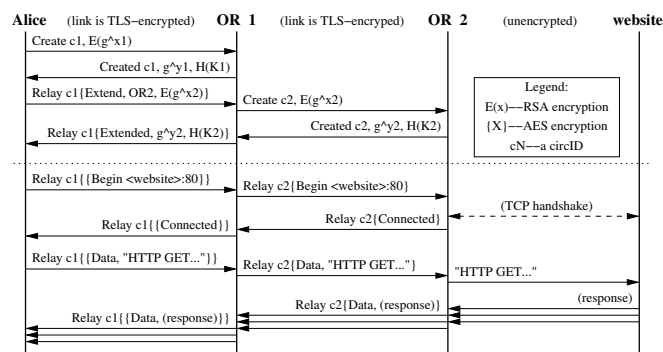 Alice (link is TLS-encrypted) OR 1 (link is TLS-encrypted) OR 2 (unencrypted) website
Create c1, E(g^x1)
Created c1, g^y1, H(K1)
Relay c1{Extend, OR2, E(g^x2)}
Create c2, E(g^x2)
Created c2, g^y2, H(K2)
Relay c1{Extended, g^y2, H(K2)}
Legend:
E(x)−−RSA encryption
{X}−−AES encryption
cN−−a circID
Relay c1{{Begin <website>:80}}
Relay c2{Begin <website>:80}
(TCP handshake)
Relay c2{Connected}
Relay c1{{Connected}}
Relay c1{{Data, "HTTP GET..."}}
Relay c2{Data, "HTTP GET..."}
"HTTP GET..."
(response)
Relay c2{Data, (response)}
Relay c1{{Data, (response)}}